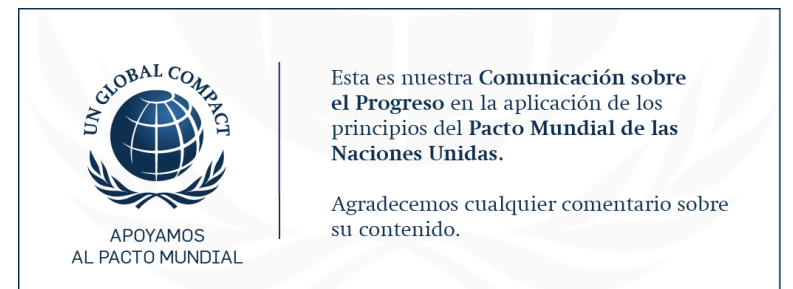 UN GLOBAL COMPACT
APOYAMOS
AL PACTO MUNDIAL
Esta es nuestra Comunicación sobre
el Progreso en la aplicación de los
principios del Pacto Mundial de las
Naciones Unidas.
Agradecemos cualquier comentario sobre
su contenido.